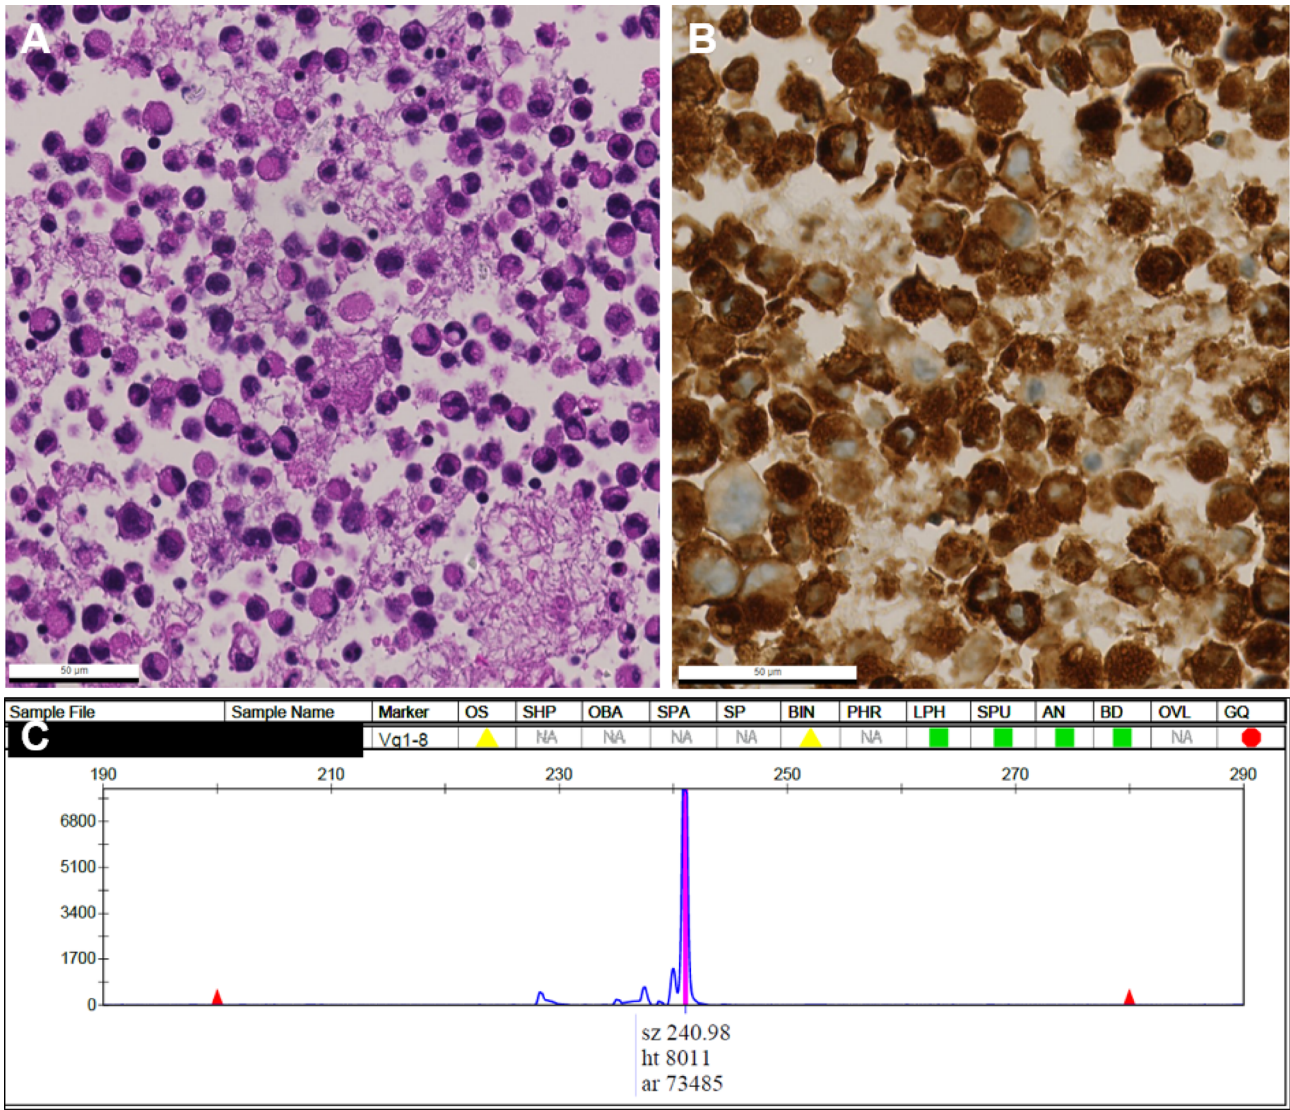 A
B
50 µm
50 µm
Sample File Sample Name Marker OS SHP OBA SPA SP BIN PHR LPH SPU AN BD OVL GQ
C Vg1-8 NA NA NA NA NA NA
190 210 230 250 270 290
6800
5100
3400
1700
0
sz 240.98
ht 8011
ar 73485